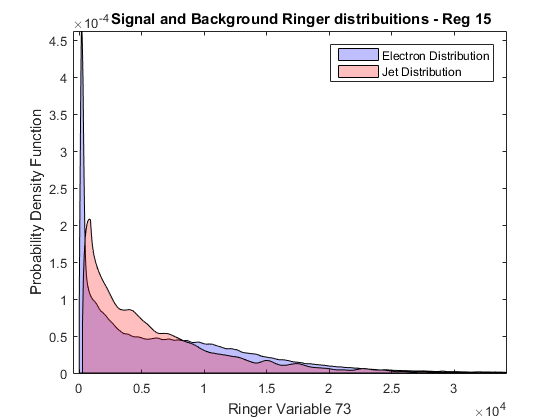 ×10⁻⁴ Signal and Background Ringer distribuitions - Reg 15
Electron Distribution
Jet Distribution
Probability Density Function
4.5
4
3.5
3
2.5
2
1.5
1
0.5
0
0 0.5 1 1.5 2 2.5 3
×10⁴
Ringer Variable 73